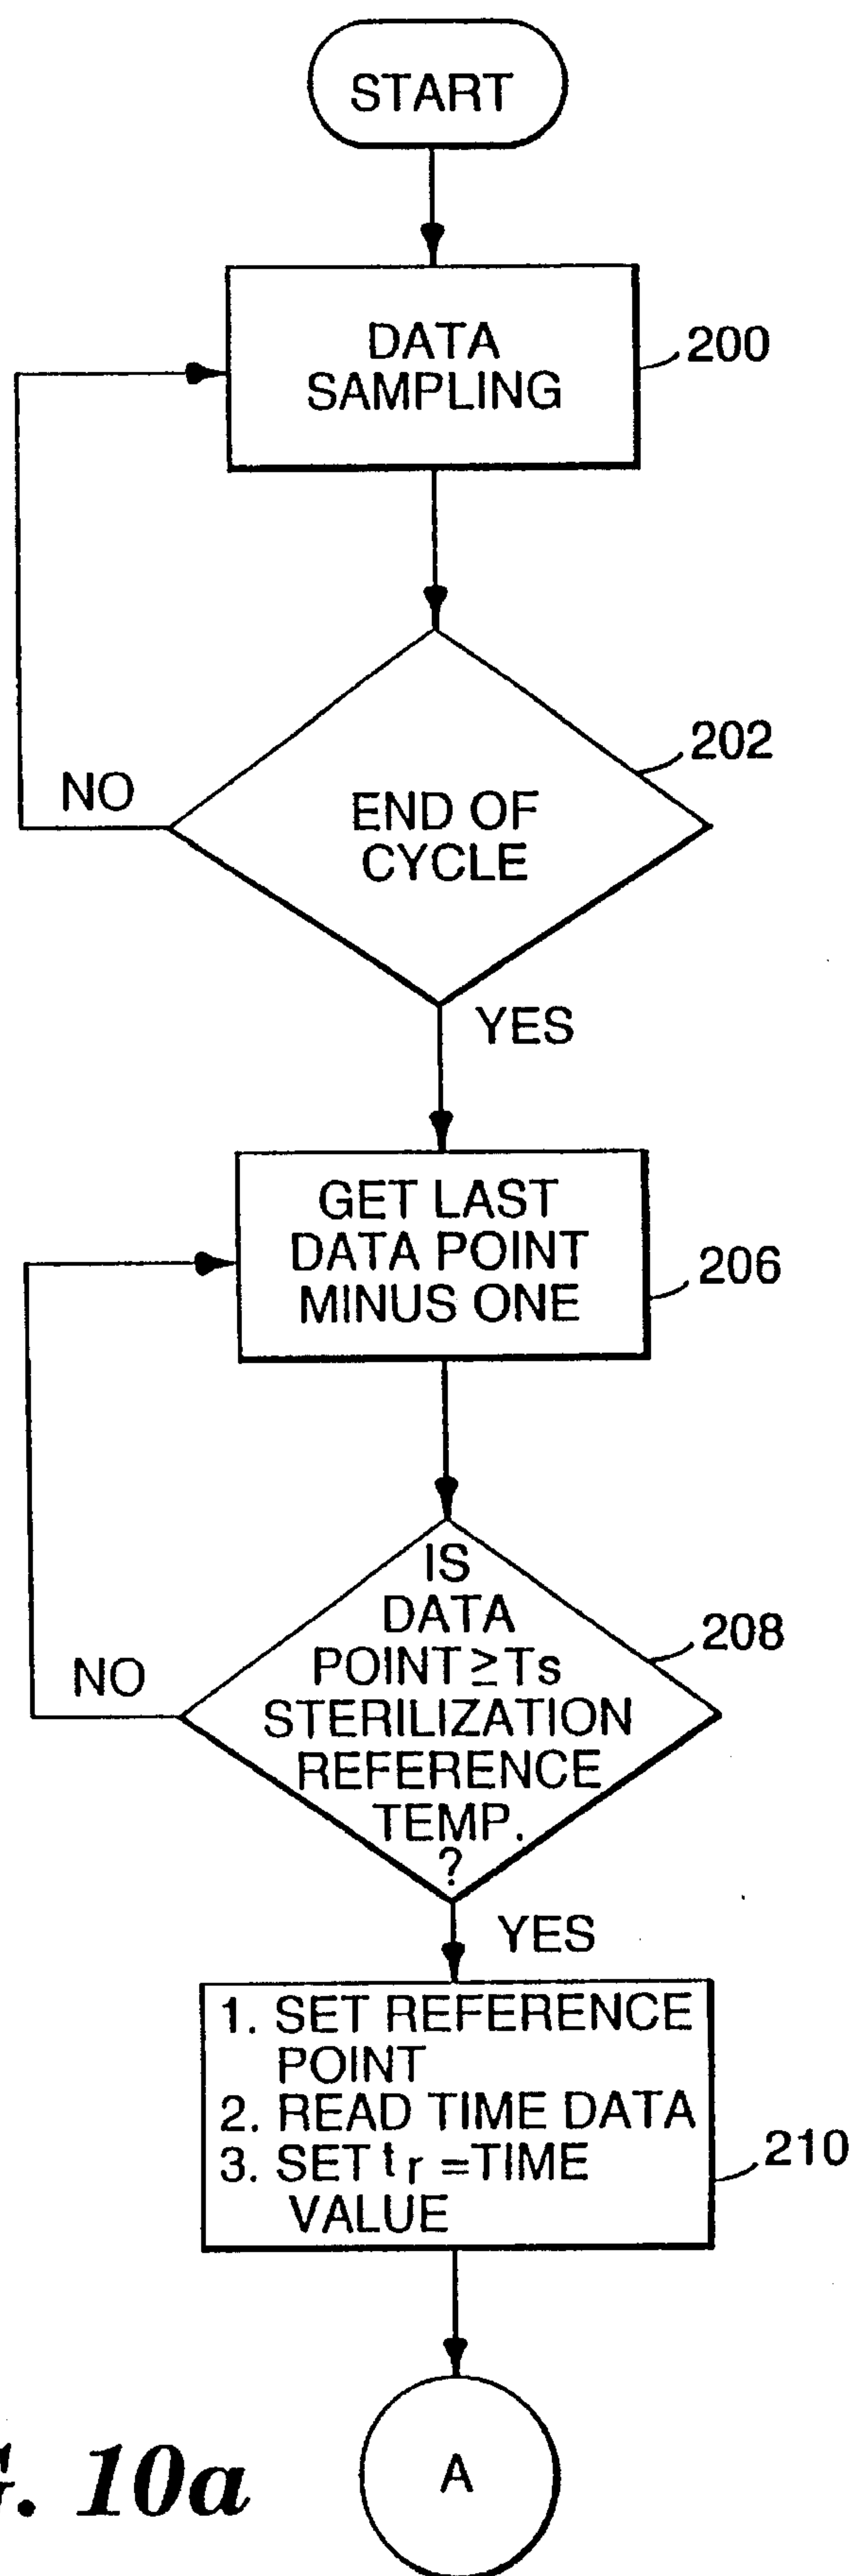 START
DATA
SAMPLING
200
END OF
CYCLE
202
NO
YES
GET LAST
DATA POINT
MINUS ONE
206
IS
DATA
POINT ≥ Ts
STERILIZATION
REFERENCE
TEMP.
?
208
NO
YES
1. SET REFERENCE
POINT
2. READ TIME DATA
3. SET tr = TIME
VALUE
210
A
G. 10a